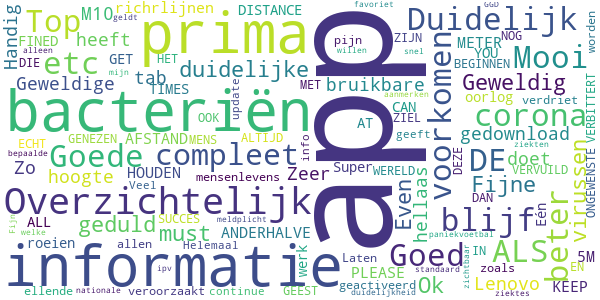 Handig
Top
M10
richrlijnen
DISTANCE
FINED
heeft
DIE
etc
GET
HET
prima
Geweldige
tab
duidelijke
TIMES
MET
bacteriën
update
OOK
GENEZEN
ECHT
AFSTAND
MENS
ALTIJD
bepaalde
Goede
compleet
info
Zo
hoogte
HOUDEN
Veel
mensenlevens
Zeer
Super
Overzichtelijk
ALL
geduld
SUCCES
meldplicht
ANDERHALVE
Fijn
welke
roeien
allen
must
Helemaal
werk
informatie
PLEASE
ellende
veroorzaakt
continue
GEEST
nationale
ipv
app
favoriet
GGD
geldt
alleen
mijn
pijn
ZIJN
willen
snel
NOG
Duidelijk
worden
METER
YOU
BEGINNEN
Mooi
aanmerken
bruikbare
Geweldig
CAN
oorlog
verdriet
VERBITTERT
AT
ZIEL
voorkomen
corona
geeft
gedownload
ziekten
WERELD
DEZE
DE
doet
VERVUILD
virussen
ONGEWENSTE
Even
hellaas
Fijne
DAN
Eén
blijf
beter
paniekvoetbal
Laten
Goed
zichtbaar
IN
ALS
EN
5M
geactiveerd
standaard
zoals
duidelijkheid
Ok
Lenovo
ziektes
KEEP